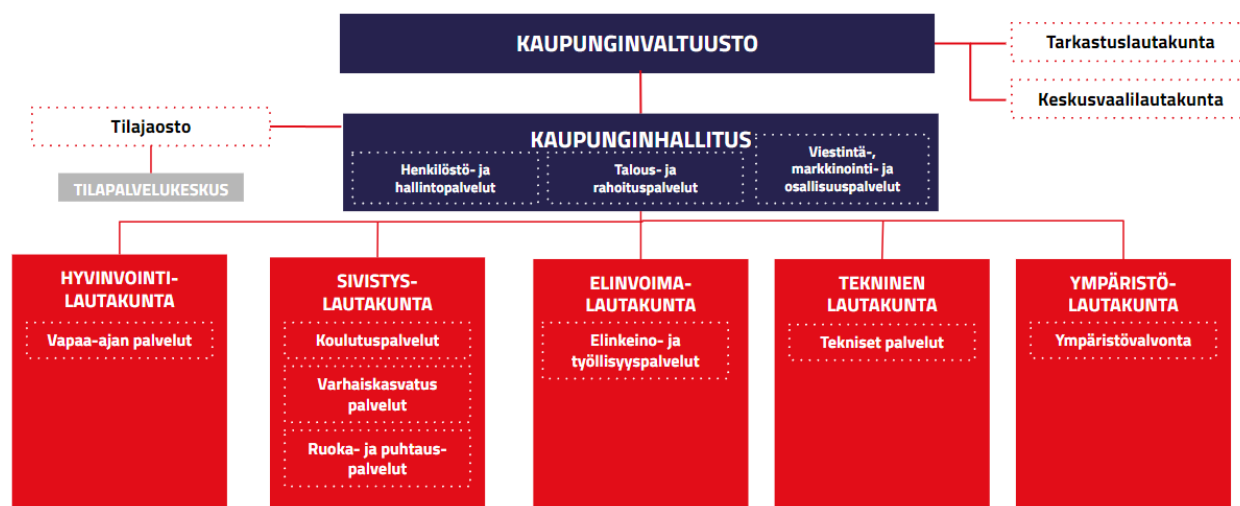 KAUPUNGINVALTUUSTO
Tarkastuslautakunta
Keskusvaalilautakunta
Tilajaosto
TILAPALVELUKESKUS
KAUPUNGINHALLITUS
Henkilöstö- ja
hallintopalvelut
Talous- ja
rahoituspalvelut
Viestintä-,
markkinointi- ja
osallisuuspalvelut
HYVINVOINTI-
LAUTAKUNTA
Vapaa-ajan palvelut
SIVISTYS-
LAUTAKUNTA
Koulutuspalvelut
Varhaiskasvatus
palvelut
Ruoka- ja puhtaus-
palvelut
ELINVOIMA-
LAUTAKUNTA
Elinkeino- ja
työllisyyspalvelut
TEKNINEN
LAUTAKUNTA
Tekniset palvelut
YMPÄRISTÖ-
LAUTAKUNTA
Ympäristövalvonta